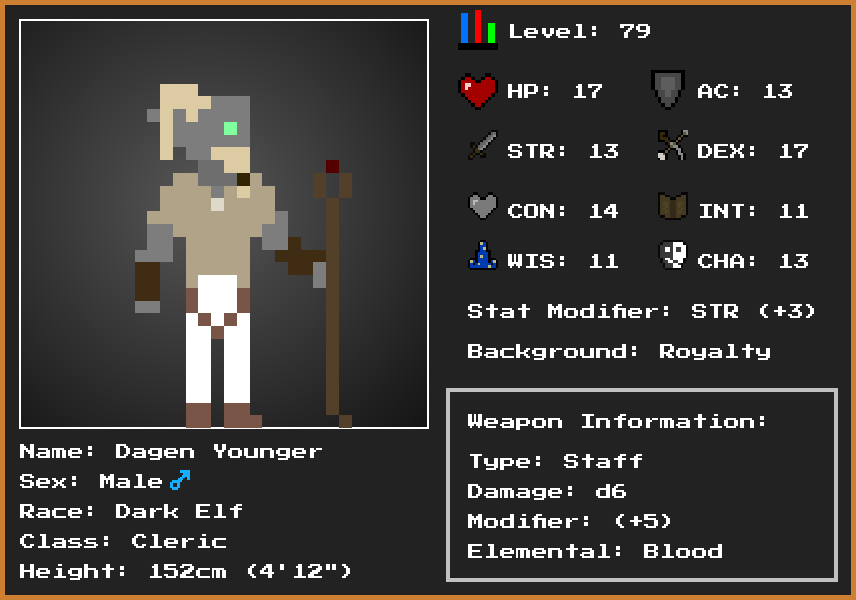 Level: 79
HP: 17 AC: 13
STR: 13 DEX: 17
CON: 14 INT: 11
WIS: 11 CHA: 13
Stat Modifier: STR (+3)
Background: Royalty
Weapon Information:
Type: Staff
Damage: d6
Modifier: (+5)
Elemental: Blood
Name: Dagen Younger
Sex: Male ♂
Race: Dark Elf
Class: Cleric
Height: 152cm (4'12")